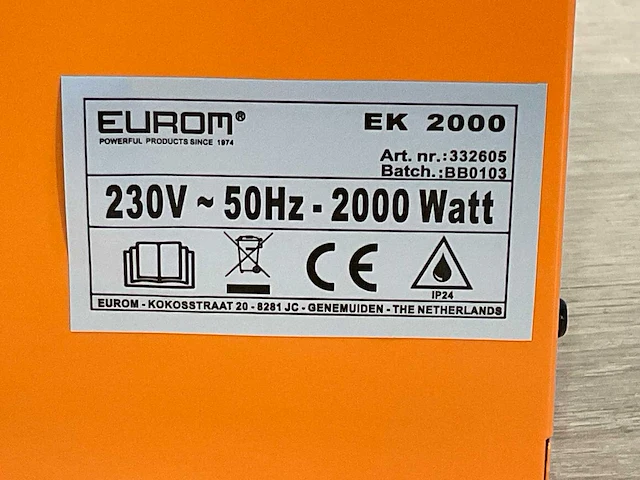 EUROM®
POWERFUL PRODUCTS SINCE 1974
EK 2000
Art. nr.:332605
Batch.:BB0103
230V ~ 50Hz - 2000 Watt
CE
IP24
EUROM - KOKOSSTRAAT 20 - 8281 JC - GENEMUIDEN - THE NETHERLANDS